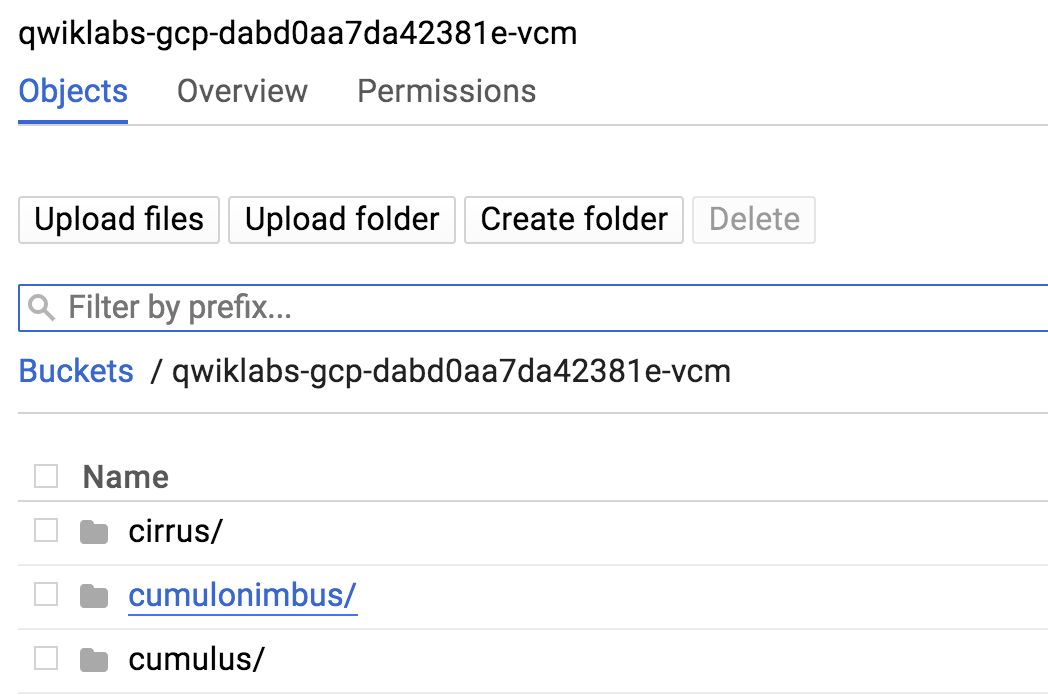 qwiklabs-gcp-dabd0aa7da42381e-vcm
Objects Overview Permissions
Upload files Upload folder Create folder Delete
Filter by prefix...
Buckets / qwiklabs-gcp-dabd0aa7da42381e-vcm
Name
cirrus/
cumulonimbus/
cumulus/